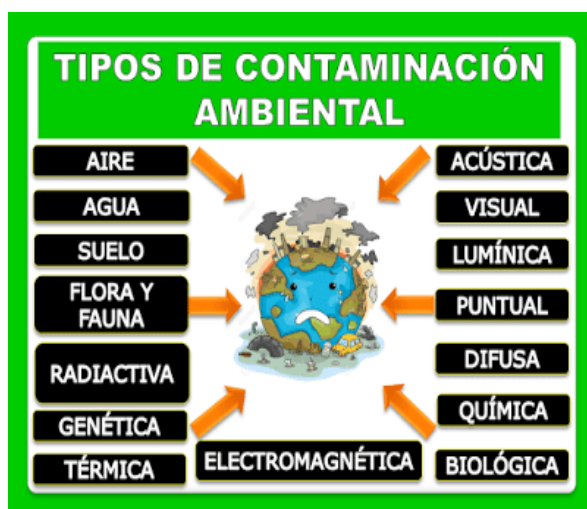 TIPOS DE CONTAMINACIÓN
AMBIENTAL
AIRE
AGUA
SUELO
FLORA Y
FAUNA
RADIACTIVA
GENÉTICA
TÉRMICA
ELECTROMAGNÉTICA
ACÚSTICA
VISUAL
LUMÍNICA
PUNTUAL
DIFUSA
QUÍMICA
BIOLÓGICA